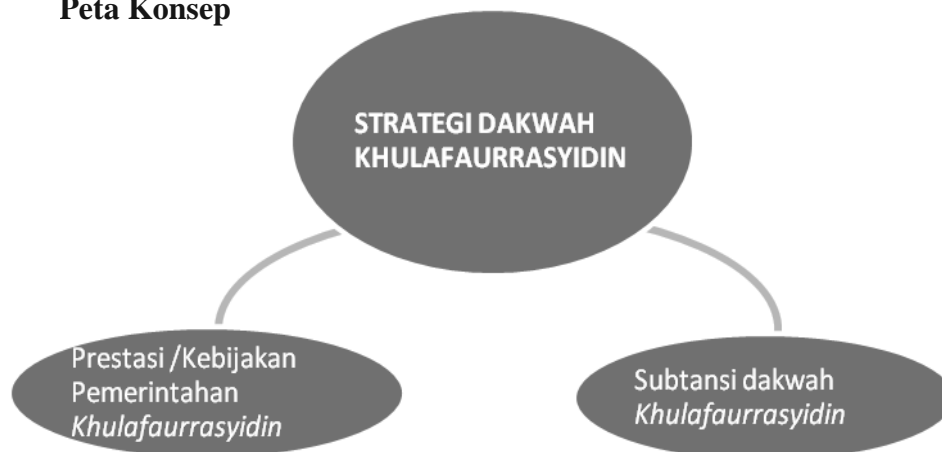 Peta Konsep
STRATEGI DAKWAH
KHULAFAURRASYIDIN
Prestasi /Kebijakan
Pemerintahan
Khulafaurrasyidin
Subtansi dakwah
Khulafaurrasyidin